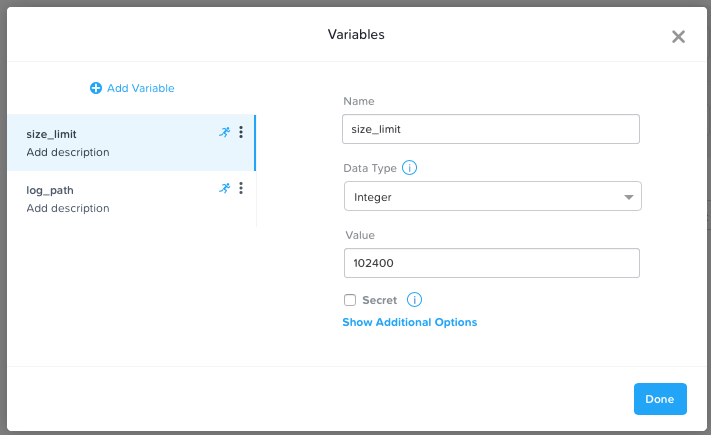 Variables
Add Variable
size_limit
Add description
log_path
Add description
Name
size_limit
Data Type
Integer
Value
102400
Secret
Show Additional Options
Done